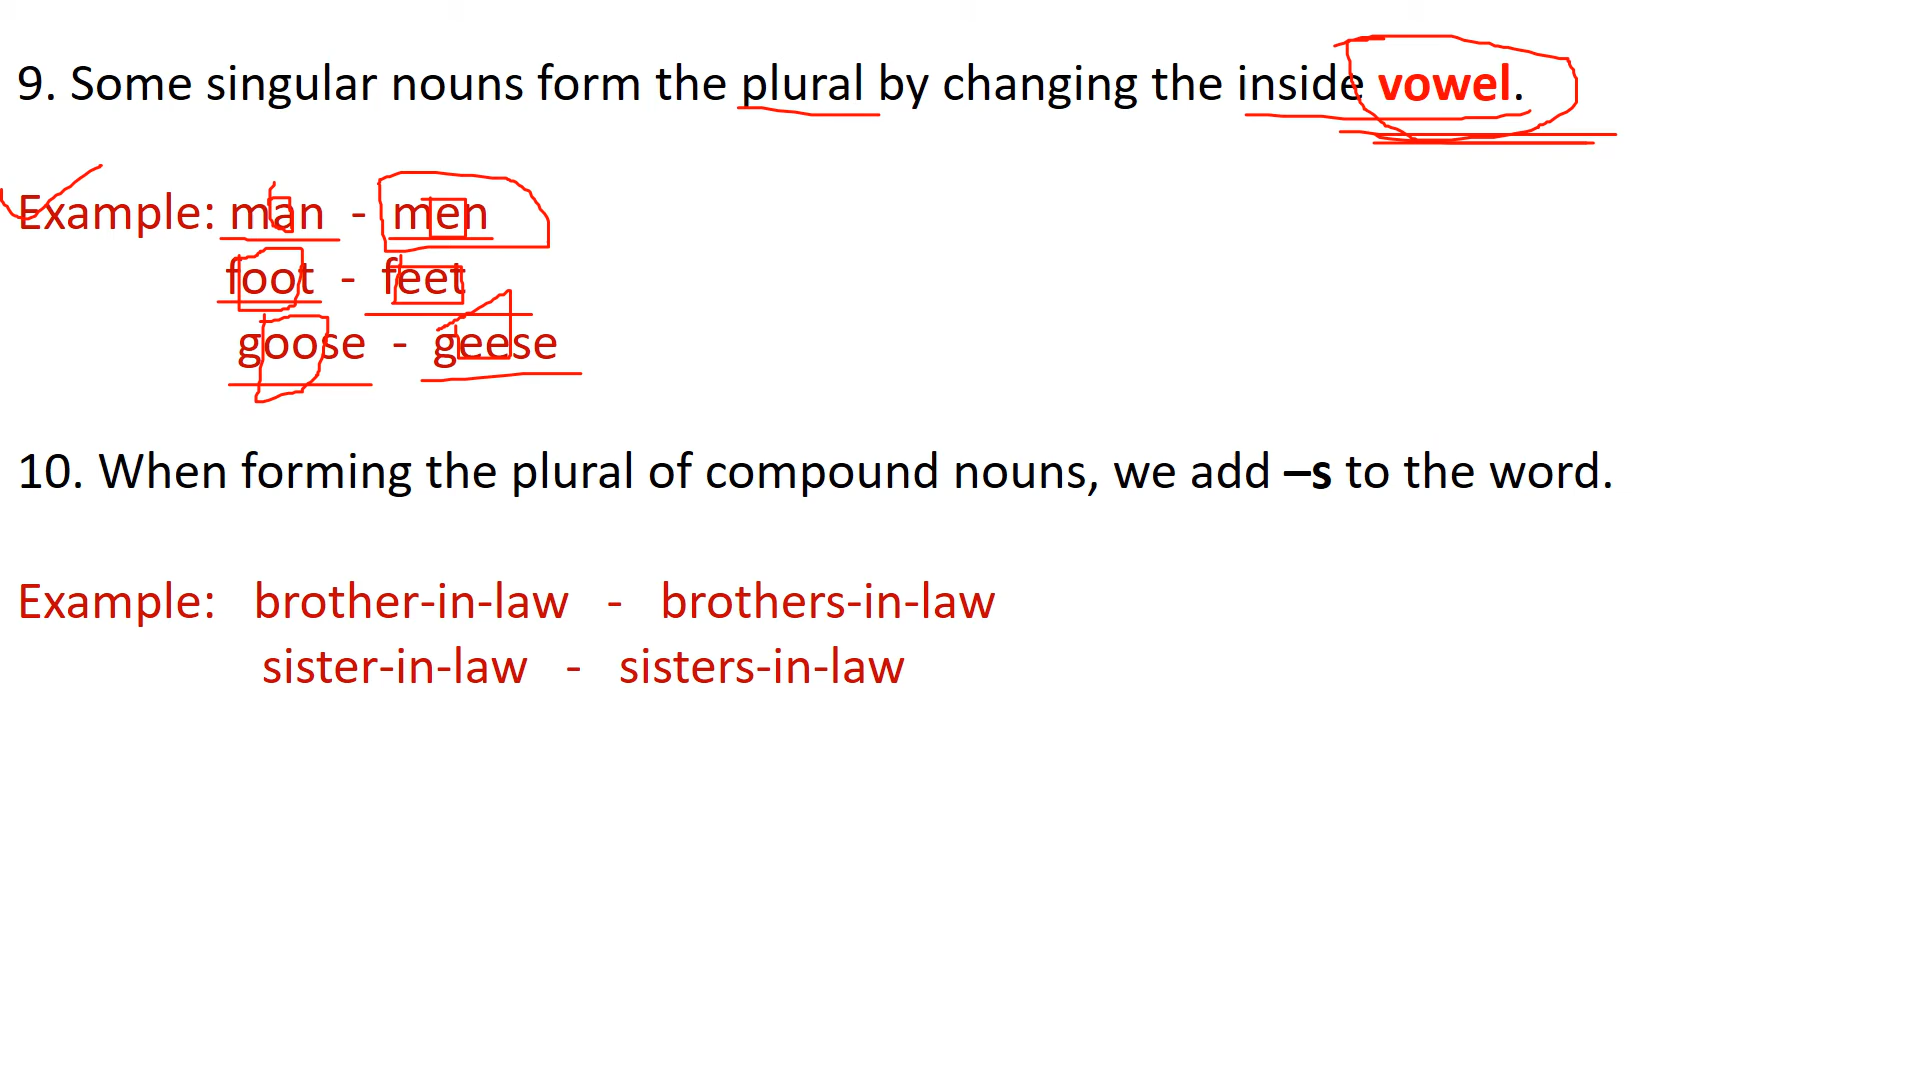 9. Some singular nouns form the plural by changing the inside vowel.
Example: man - men
foot - feet
goose - geese
10. When forming the plural of compound nouns, we add –s to the word.
Example: brother-in-law - brothers-in-law
sister-in-law - sisters-in-law